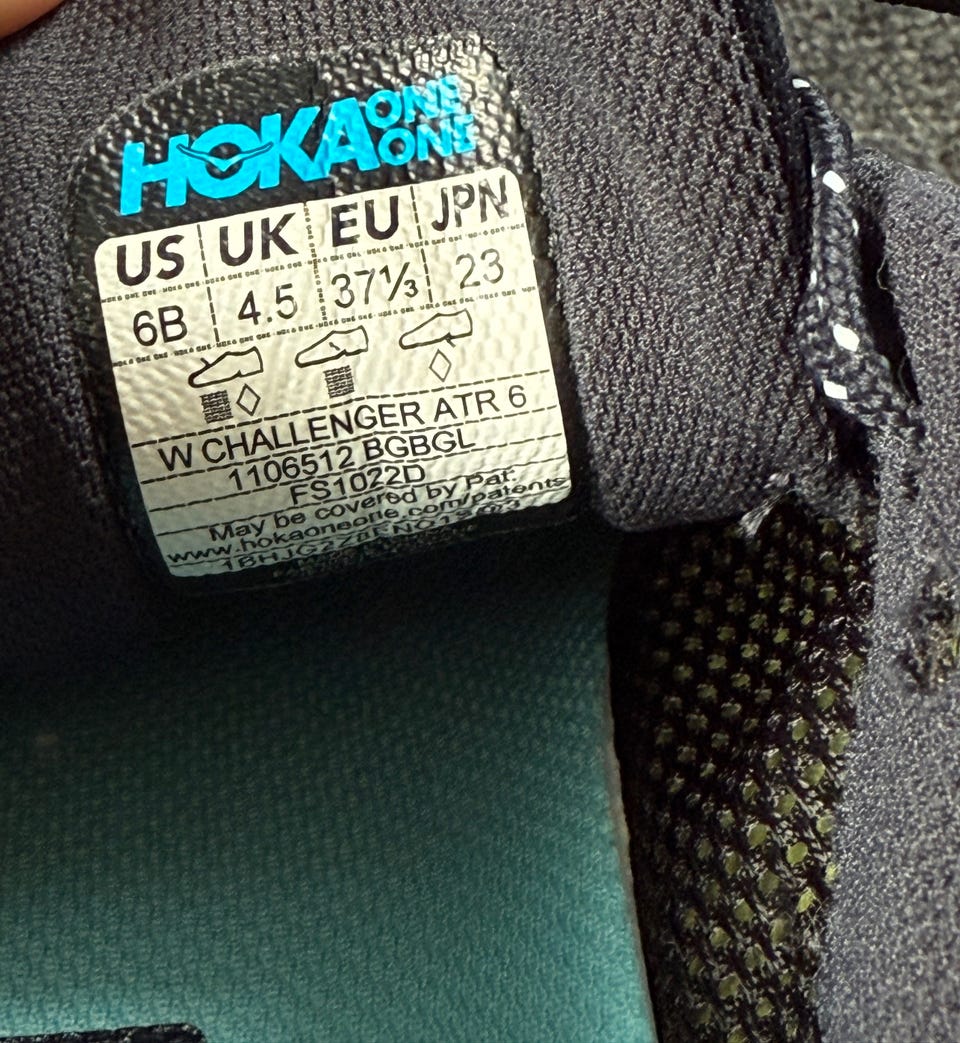 HOKA ONE ONE
US UK EU JPN
6B 4.5 37⅓ 23
W CHALLENGER ATR 6
1106512 BGBGL
FS1022D
May be covered by Pat.
www.hokaoneone.com/patents